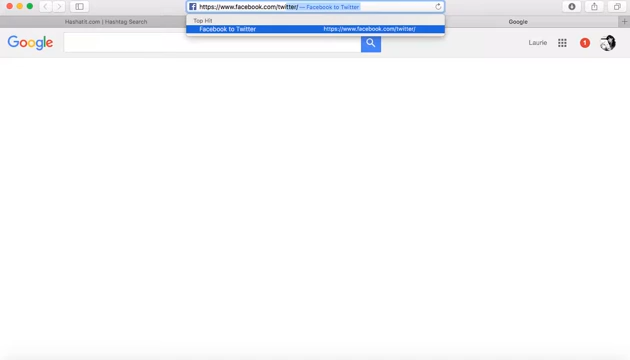 https://www.facebook.com/twitter/ — Facebook to Twitter
Top Hit
Facebook to Twitter https://www.facebook.com/twitter/
Hashatit.com | Hashtag Search
Google
Google
Laurie
1